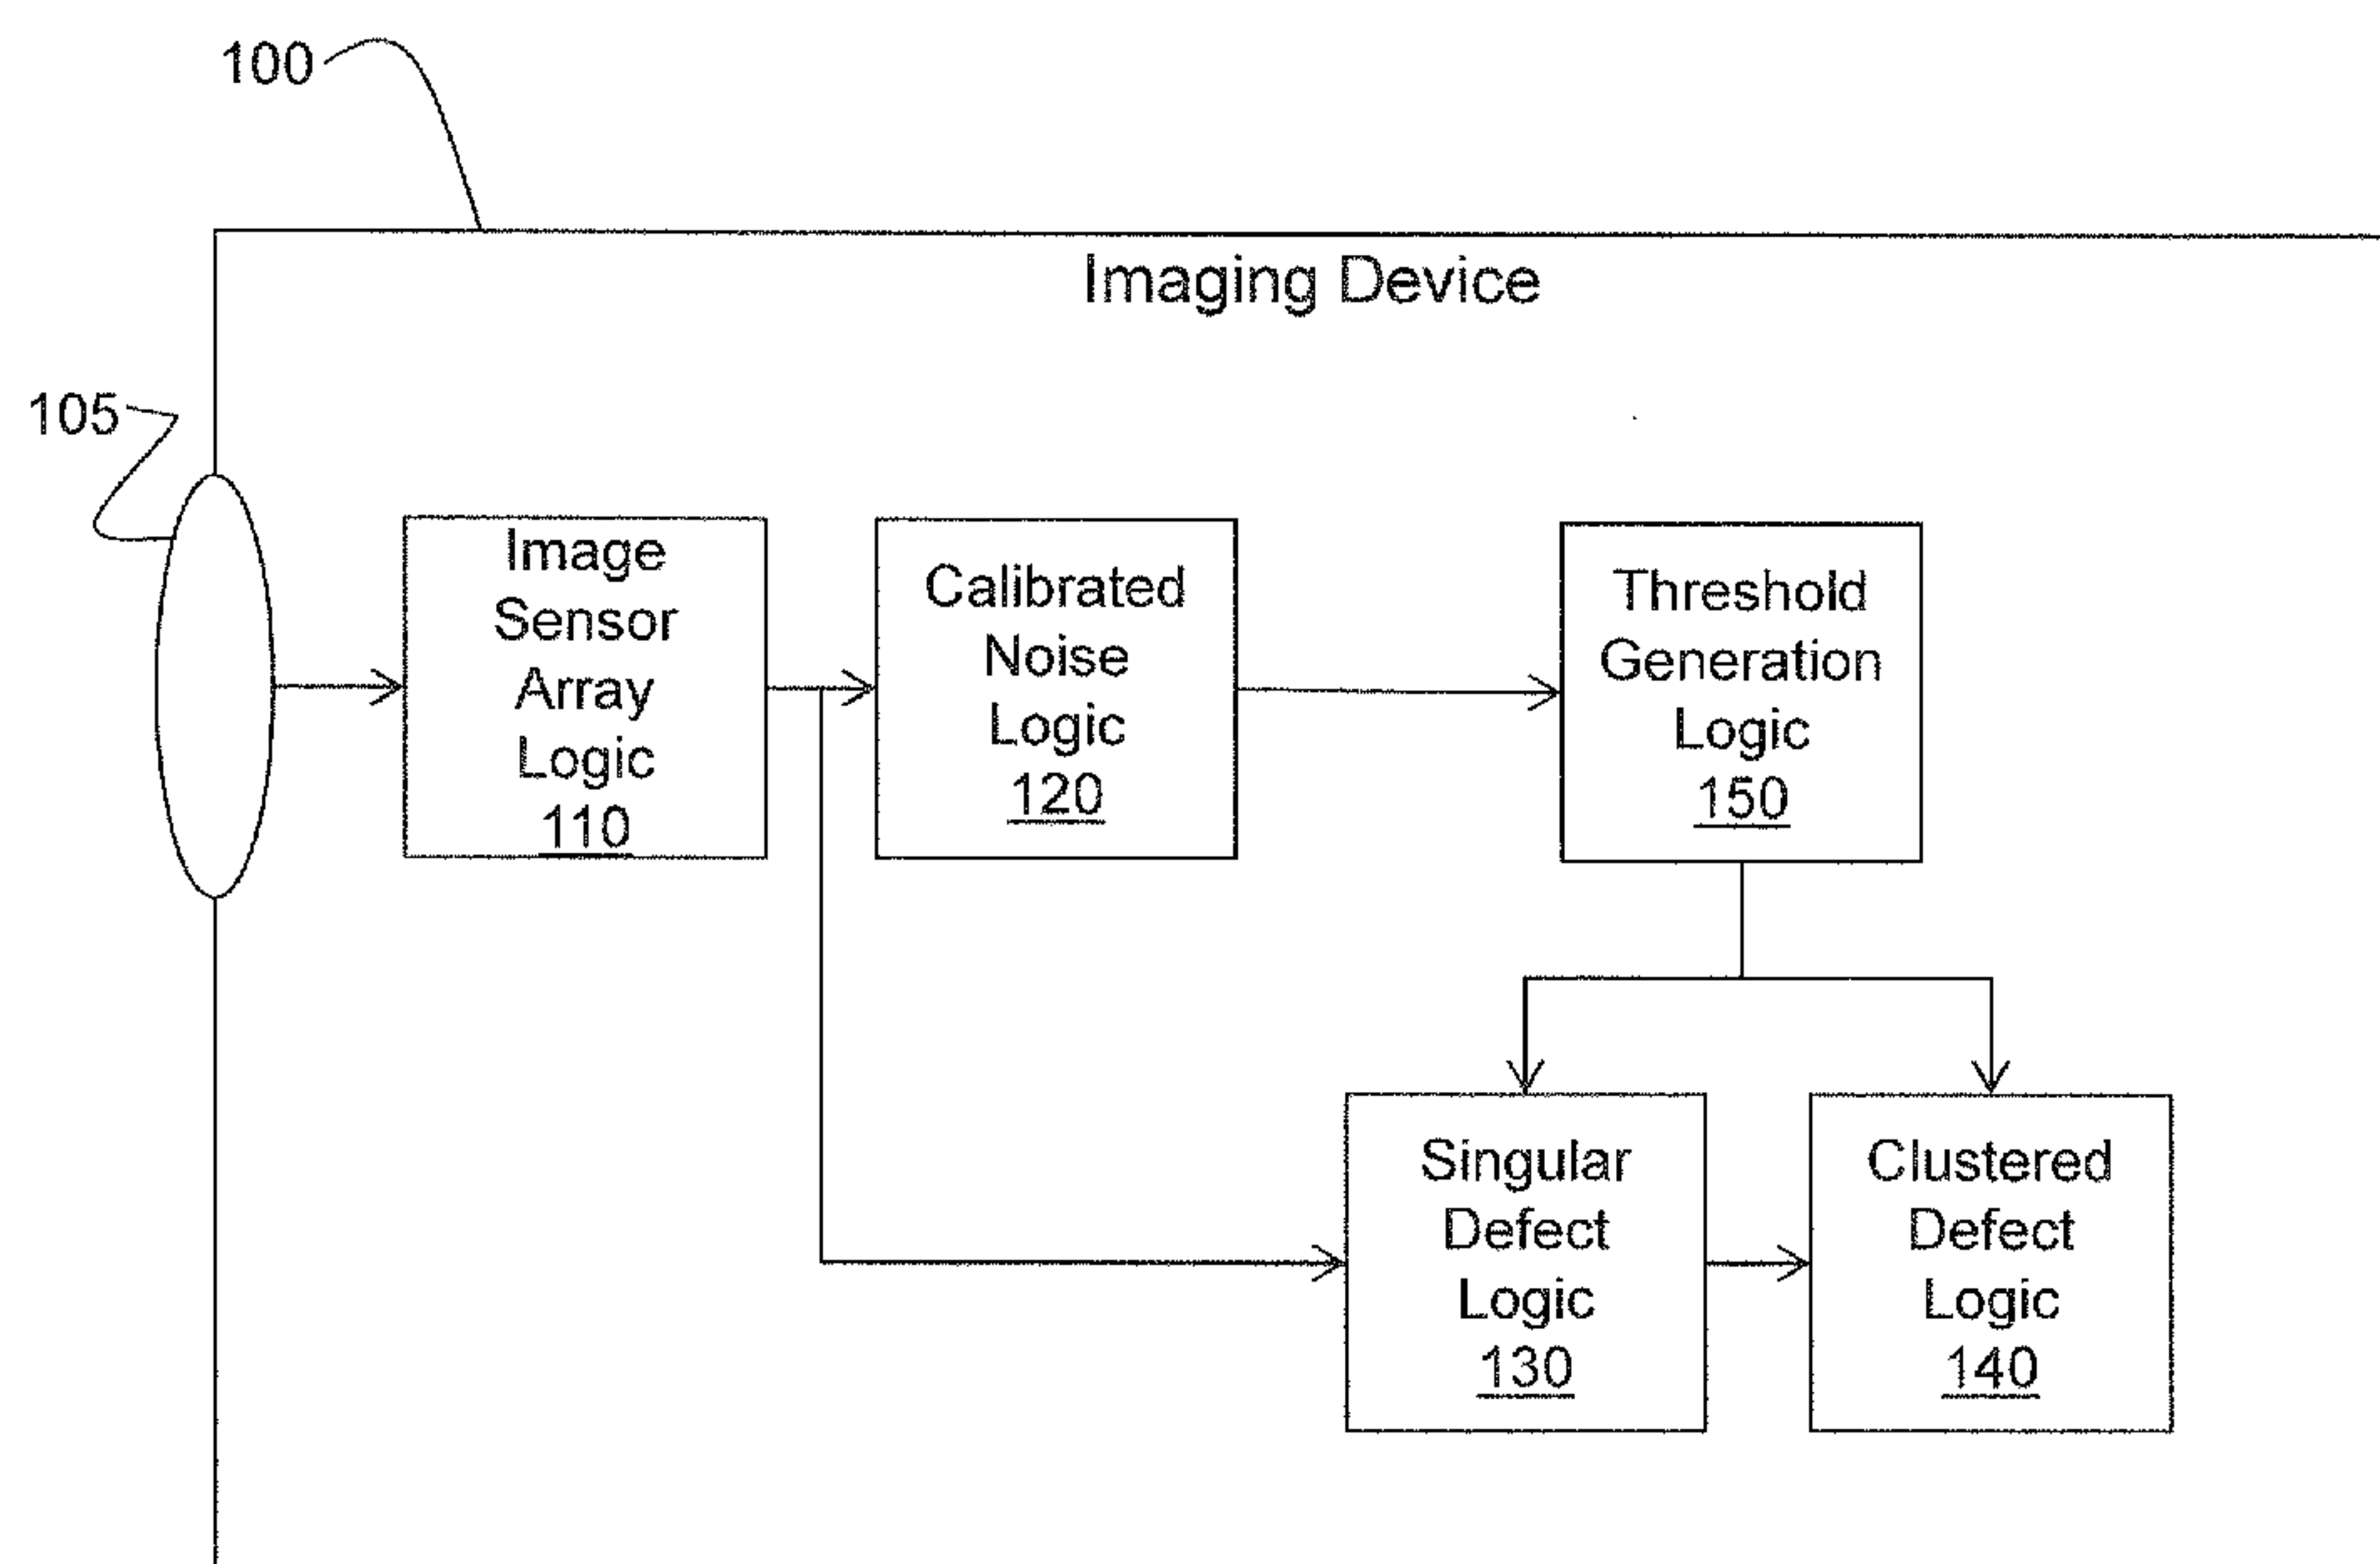 100
Imaging Device
105
Image
Sensor
Array
Logic
110
Calibrated
Noise
Logic
120
Threshold
Generation
Logic
150
Singular
Defect
Logic
130
Clustered
Defect
Logic
140